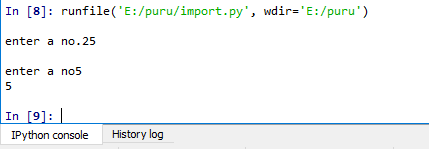 In [8]: runfile('E:/puru/import.py', wdir='E:/puru')
enter a no.25
enter a no5
5
In [9]:
IPython console History log